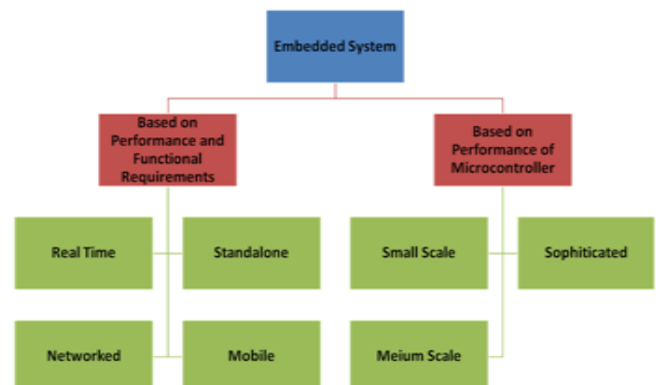 Embedded System
Based on
Performance and
Functional
Requirements
Based on
Performance of
Microcontroller
Real Time
Standalone
Small Scale
Sophiticated
Networked
Mobile
Meium Scale